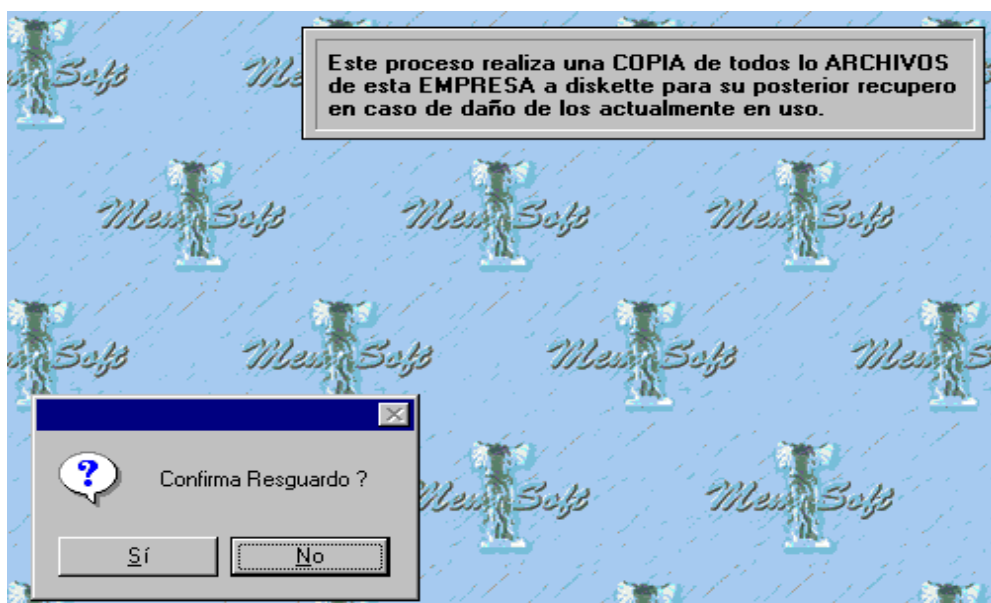 Este proceso realiza una COPIA de todos lo ARCHIVOS
de esta EMPRESA a diskette para su posterior recupero
en caso de daño de los actualmente en uso.
Confirma Resguardo ?
Sí
No